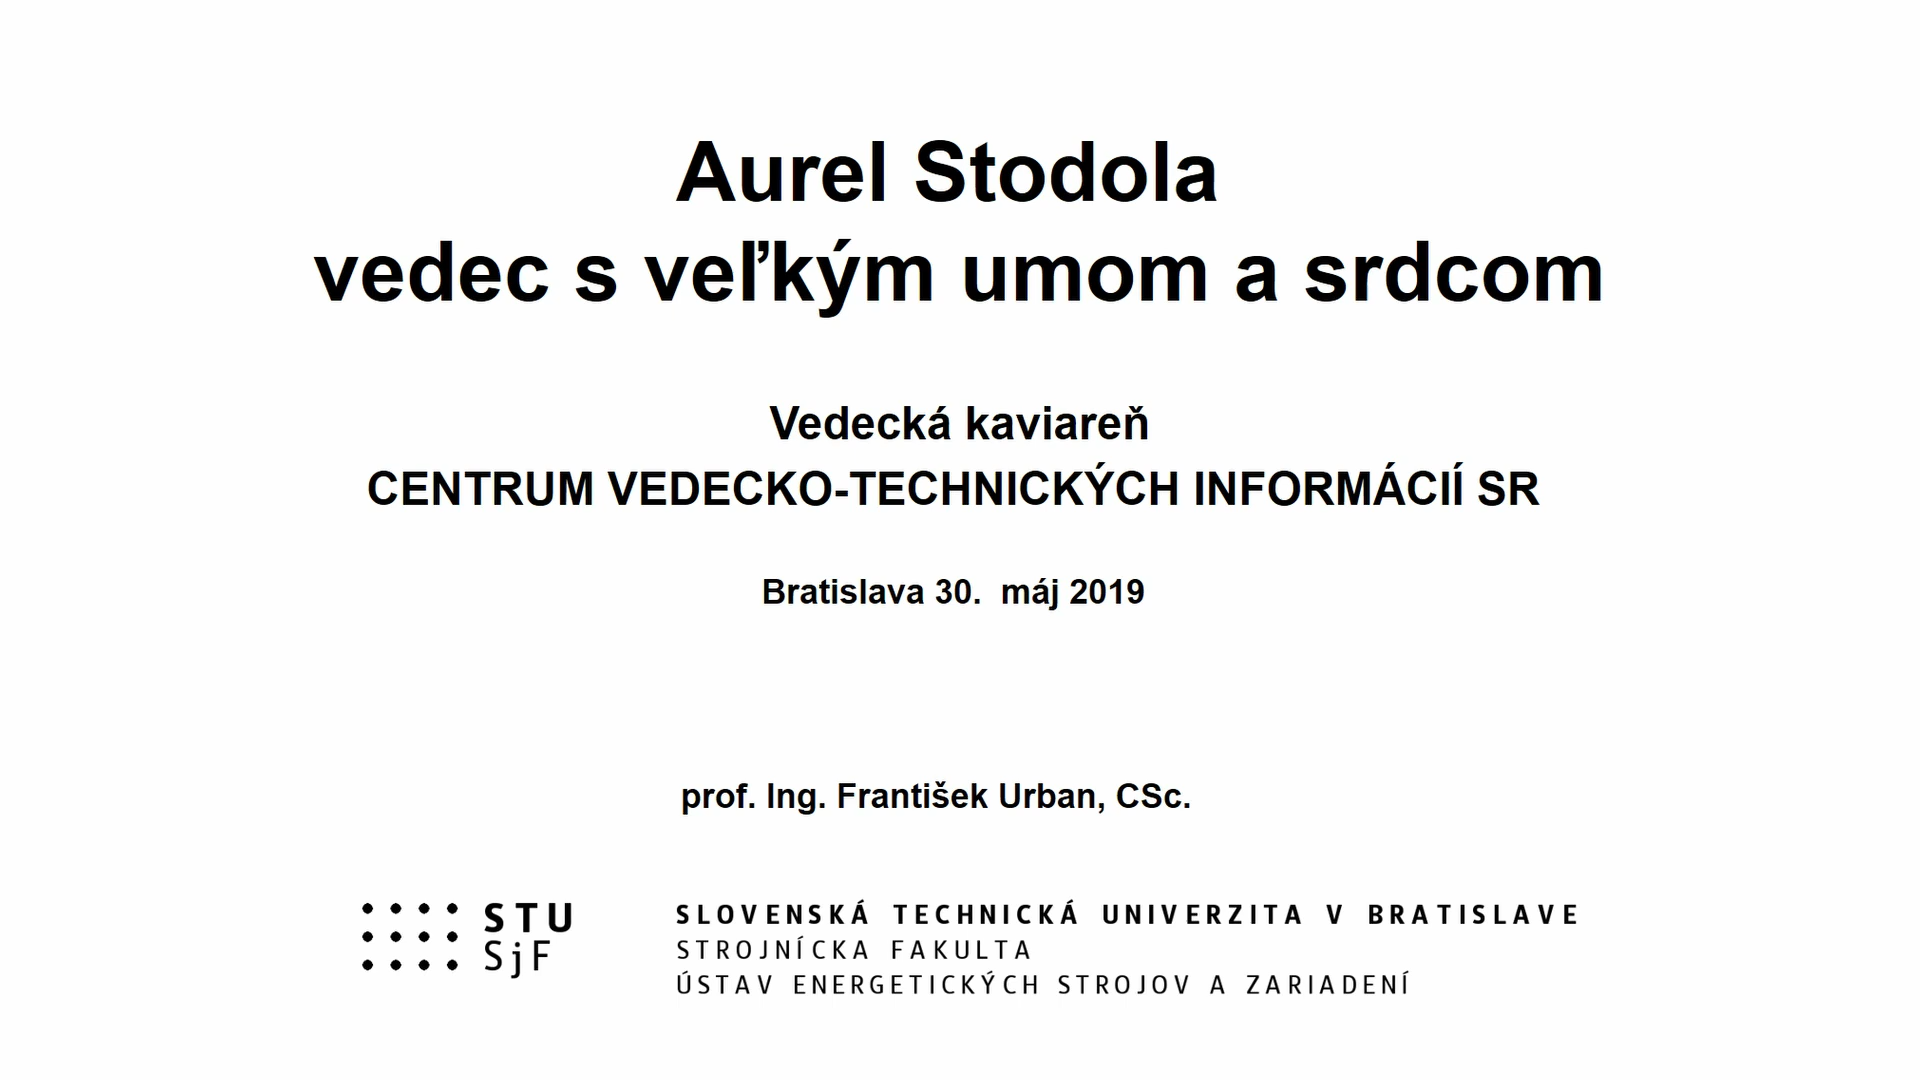 Aurel Stodola
vedec s veľkým umom a srdcom
Vedecká kaviareň
CENTRUM VEDECKO-TECHNICKÝCH INFORMÁCIÍ SR
Bratislava 30.  máj 2019
prof. Ing. František Urban, CSc.
STU
SjF
SLOVENSKÁ TECHNICKÁ UNIVERZITA V BRATISLAVE
STROJNÍCKA FAKULTA
ÚSTAV ENERGETICKÝCH STROJOV A ZARIADENÍ